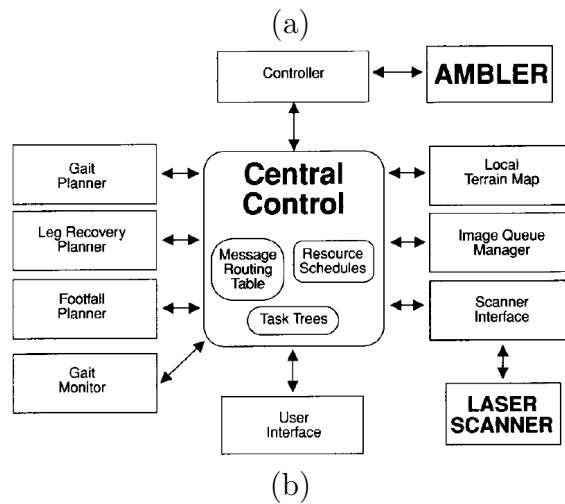 (a)
Controller
AMBLER
Gait
Planner
Leg Recovery
Planner
Footfall
Planner
Gait
Monitor
Central
Control
Message
Routing
Table
Resource
Schedules
Task Trees
Local
Terrain Map
Image Queue
Manager
Scanner
Interface
LASER
SCANNER
User
Interface
(b)